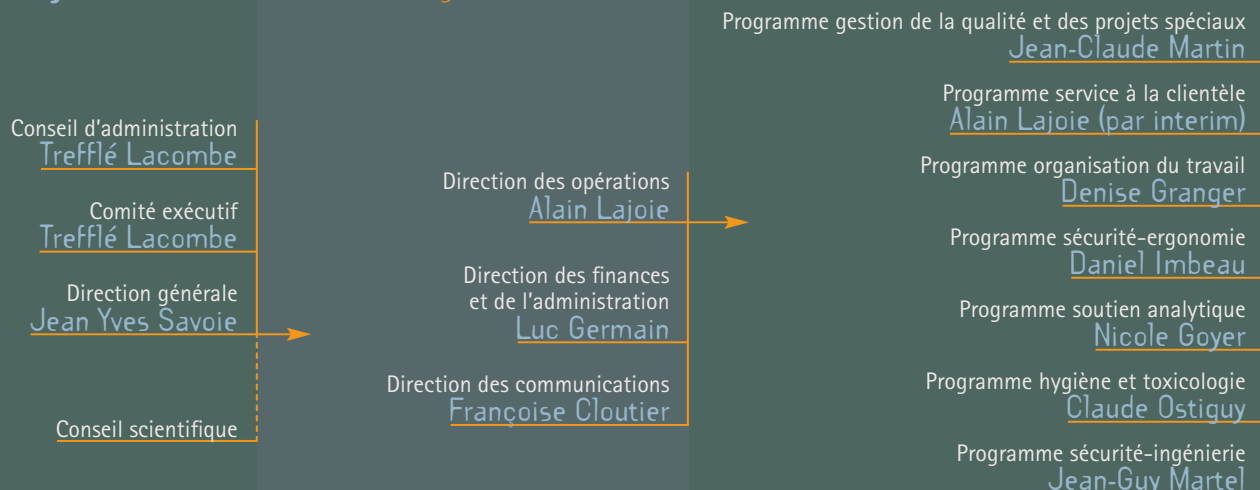 Conseil d'administration
Trefflé Lacombe
Comité exécutif
Trefflé Lacombe
Direction générale
Jean Yves Savoie
Conseil scientifique
Direction des opérations
Alain Lajoie
Direction des finances
et de l'administration
Luc Germain
Direction des communications
Françoise Cloutier
Programme gestion de la qualité et des projets spéciaux
Jean-Claude Martin
Programme service à la clientèle
Alain Lajoie (par interim)
Programme organisation du travail
Denise Granger
Programme sécurité-ergonomie
Daniel Imbeau
Programme soutien analytique
Nicole Goyer
Programme hygiène et toxicologie
Claude Ostiguy
Programme sécurité-ingénierie
Jean-Guy Martel